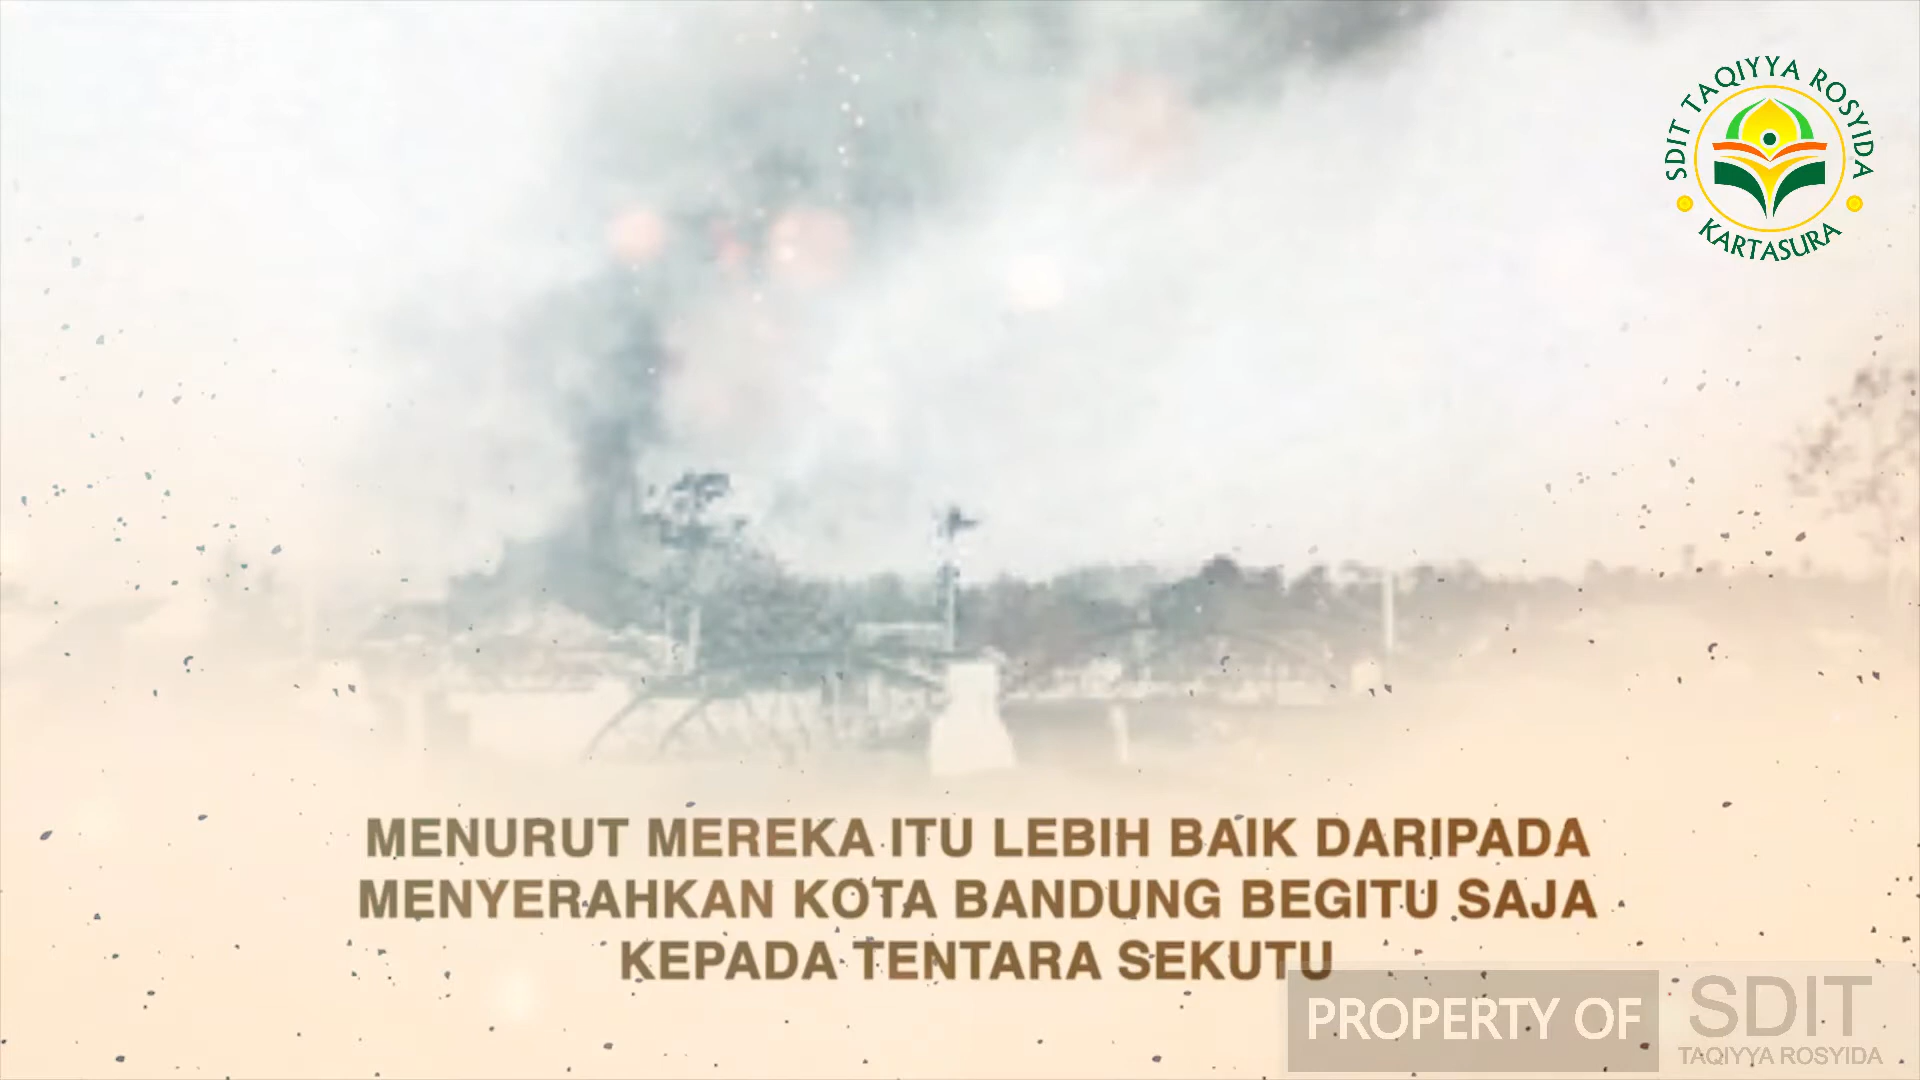 SDIT TAQIYYA ROSYIDA
KARTASURA
MENURUT MEREKA ITU LEBIH BAIK DARIPADA
MENYERAHKAN KOTA BANDUNG BEGITU SAJA
KEPADA TENTARA SEKUTU
PROPERTY OF
SDIT
TAQIYYA ROSYIDA